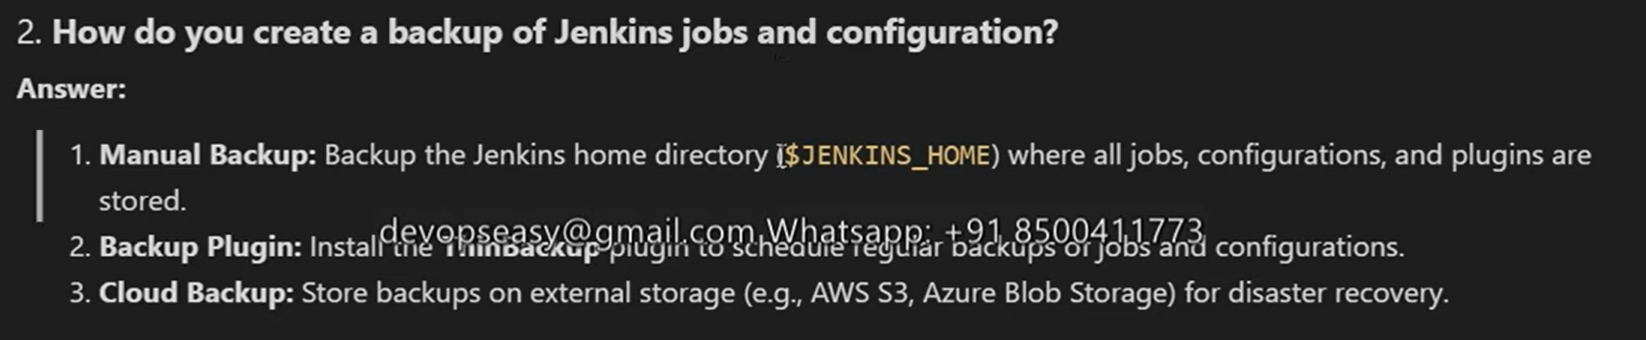 2. How do you create a backup of Jenkins jobs and configuration?
Answer:
1. Manual Backup: Backup the Jenkins home directory ($JENKINS_HOME) where all jobs, configurations, and plugins are
stored.
devopseasy@gmail.com Whatsapp: +91 8500411773
2. Backup Plugin: Install the ThinBackup plugin to schedule regular backups of jobs and configurations.
3. Cloud Backup: Store backups on external storage (e.g., AWS S3, Azure Blob Storage) for disaster recovery.